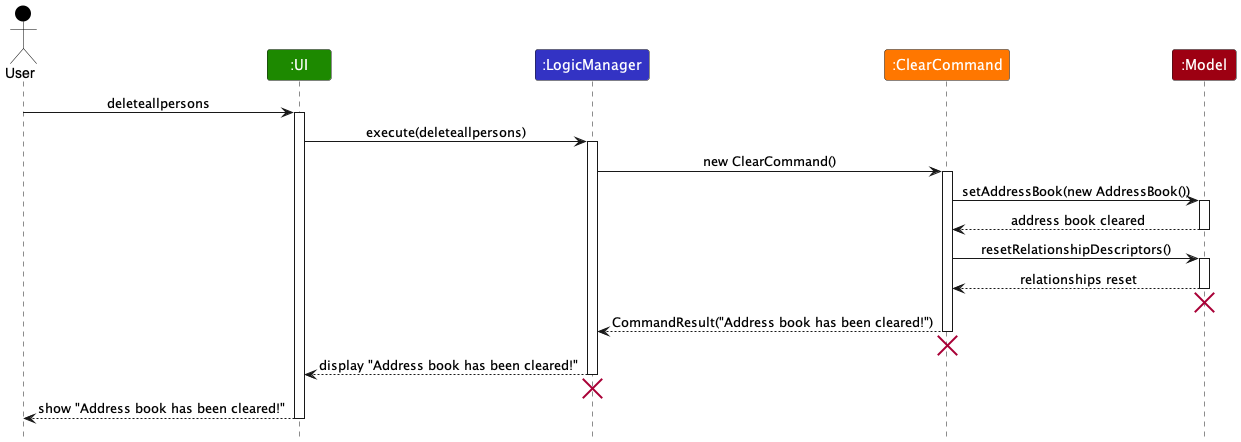 User
:UI
:LogicManager
:ClearCommand
:Model
deleteallpersons
execute(deleteallpersons)
new ClearCommand()
setAddressBook(new AddressBook())
address book cleared
resetRelationshipDescriptors()
relationships reset
CommandResult("Address book has been cleared!")
display "Address book has been cleared!"
show "Address book has been cleared!"